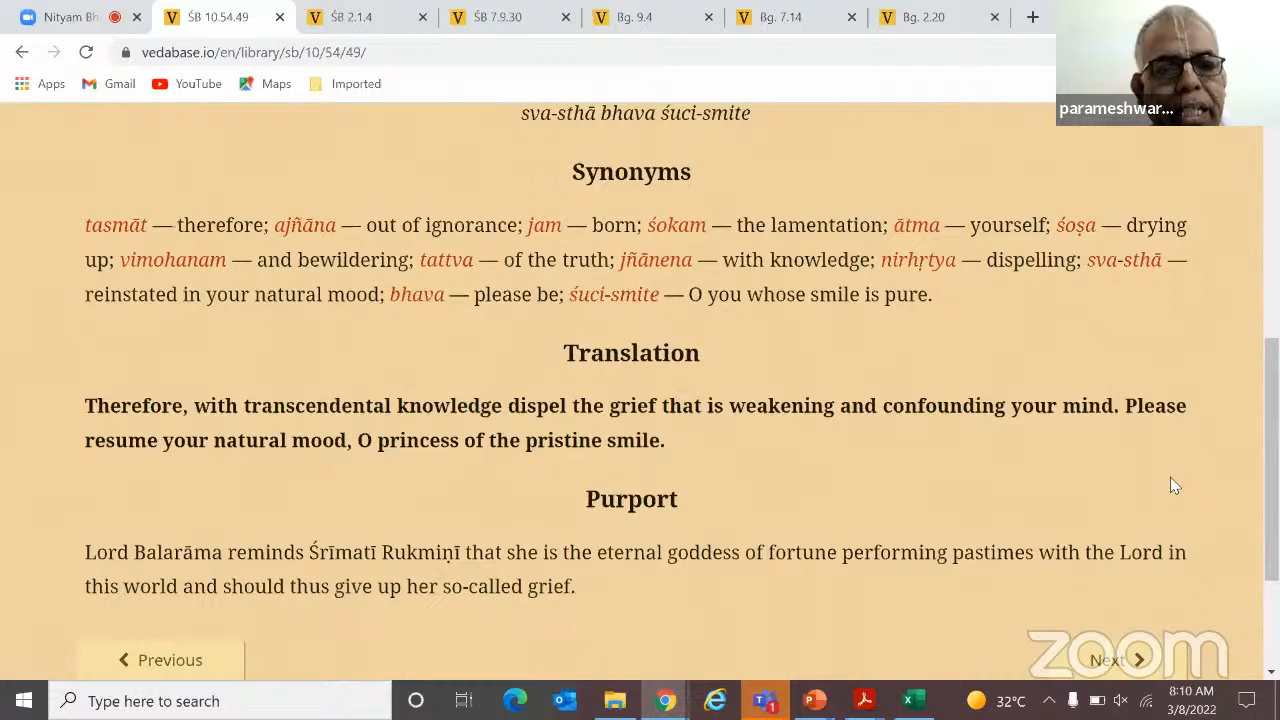 Nityam Bh
ŚB 10.54.49
ŚB 2.1.4
ŚB 7.9.30
Bg. 9.4
Bg. 7.14
Bg. 2.20
vedabase.io/en/library/sb/10/54/49/
Apps Gmail YouTube Maps Imported
parameshwar...
sva-sthā bhava śuci-smite
Synonyms
tasmāt — therefore; ajñāna — out of ignorance; jam — born; śokam — the lamentation; ātma — yourself; śoṣa — drying
up; vimohanam — and bewildering; tattva — of the truth; jñānena — with knowledge; nirhṛtya — dispelling; sva-sthā —
reinstated in your natural mood; bhava — please be; śuci-smite — O you whose smile is pure.
Translation
Therefore, with transcendental knowledge dispel the grief that is weakening and confounding your mind. Please
resume your natural mood, O princess of the pristine smile.
Purport
Lord Balarāma reminds Śrīmatī Rukmiṇī that she is the eternal goddess of fortune performing pastimes with the Lord in
this world and should thus give up her so-called grief.
Previous
Next
zoom
Type here to search
32°C
8:10 AM
3/8/2022